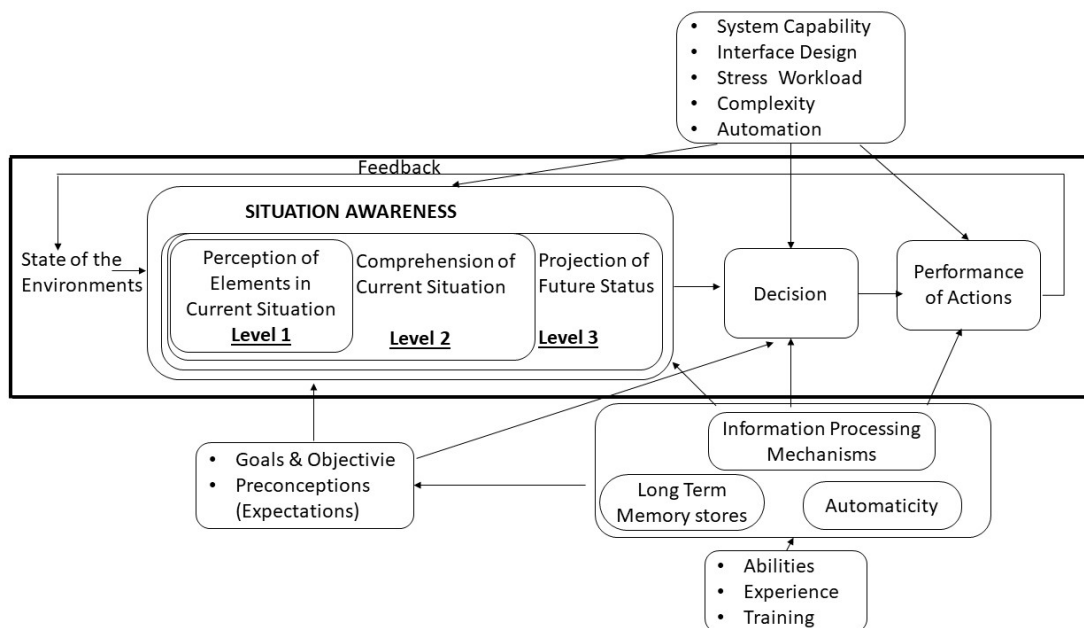 • System Capability
• Interface Design
• Stress Workload
• Complexity
• Automation
Feedback
SITUATION AWARENESS
State of the
Environments
Perception of
Elements in
Current Situation
Level 1
Comprehension of
Current Situation
Level 2
Projection of
Future Status
Level 3
Decision
Performance
of Actions
• Goals & Objectivie
• Preconceptions
(Expectations)
Information Processing
Mechanisms
Long Term
Memory stores
Automaticity
• Abilities
• Experience
• Training